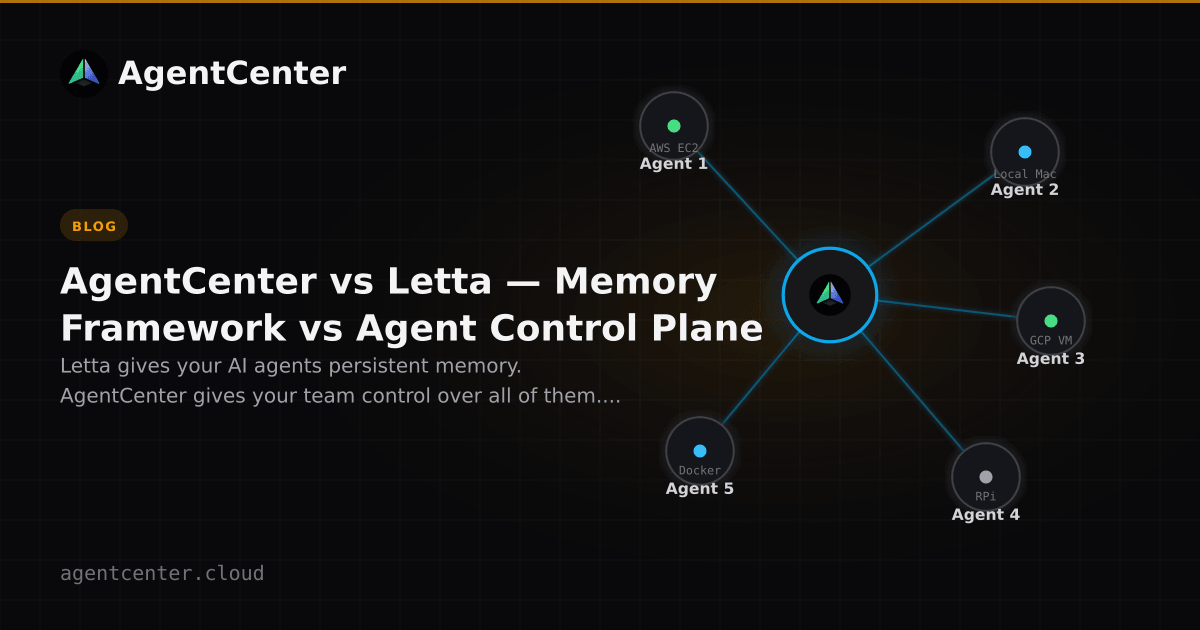 AgentCenter
BLOG
AgentCenter vs Letta — Memory
Framework vs Agent Control Plane
Letta gives your AI agents persistent memory.
AgentCenter gives your team control over all of them....
agentcenter.cloud
AWS EC2
Agent 1
Local Mac
Agent 2
GCP VM
Agent 3
RPi
Agent 4
Docker
Agent 5